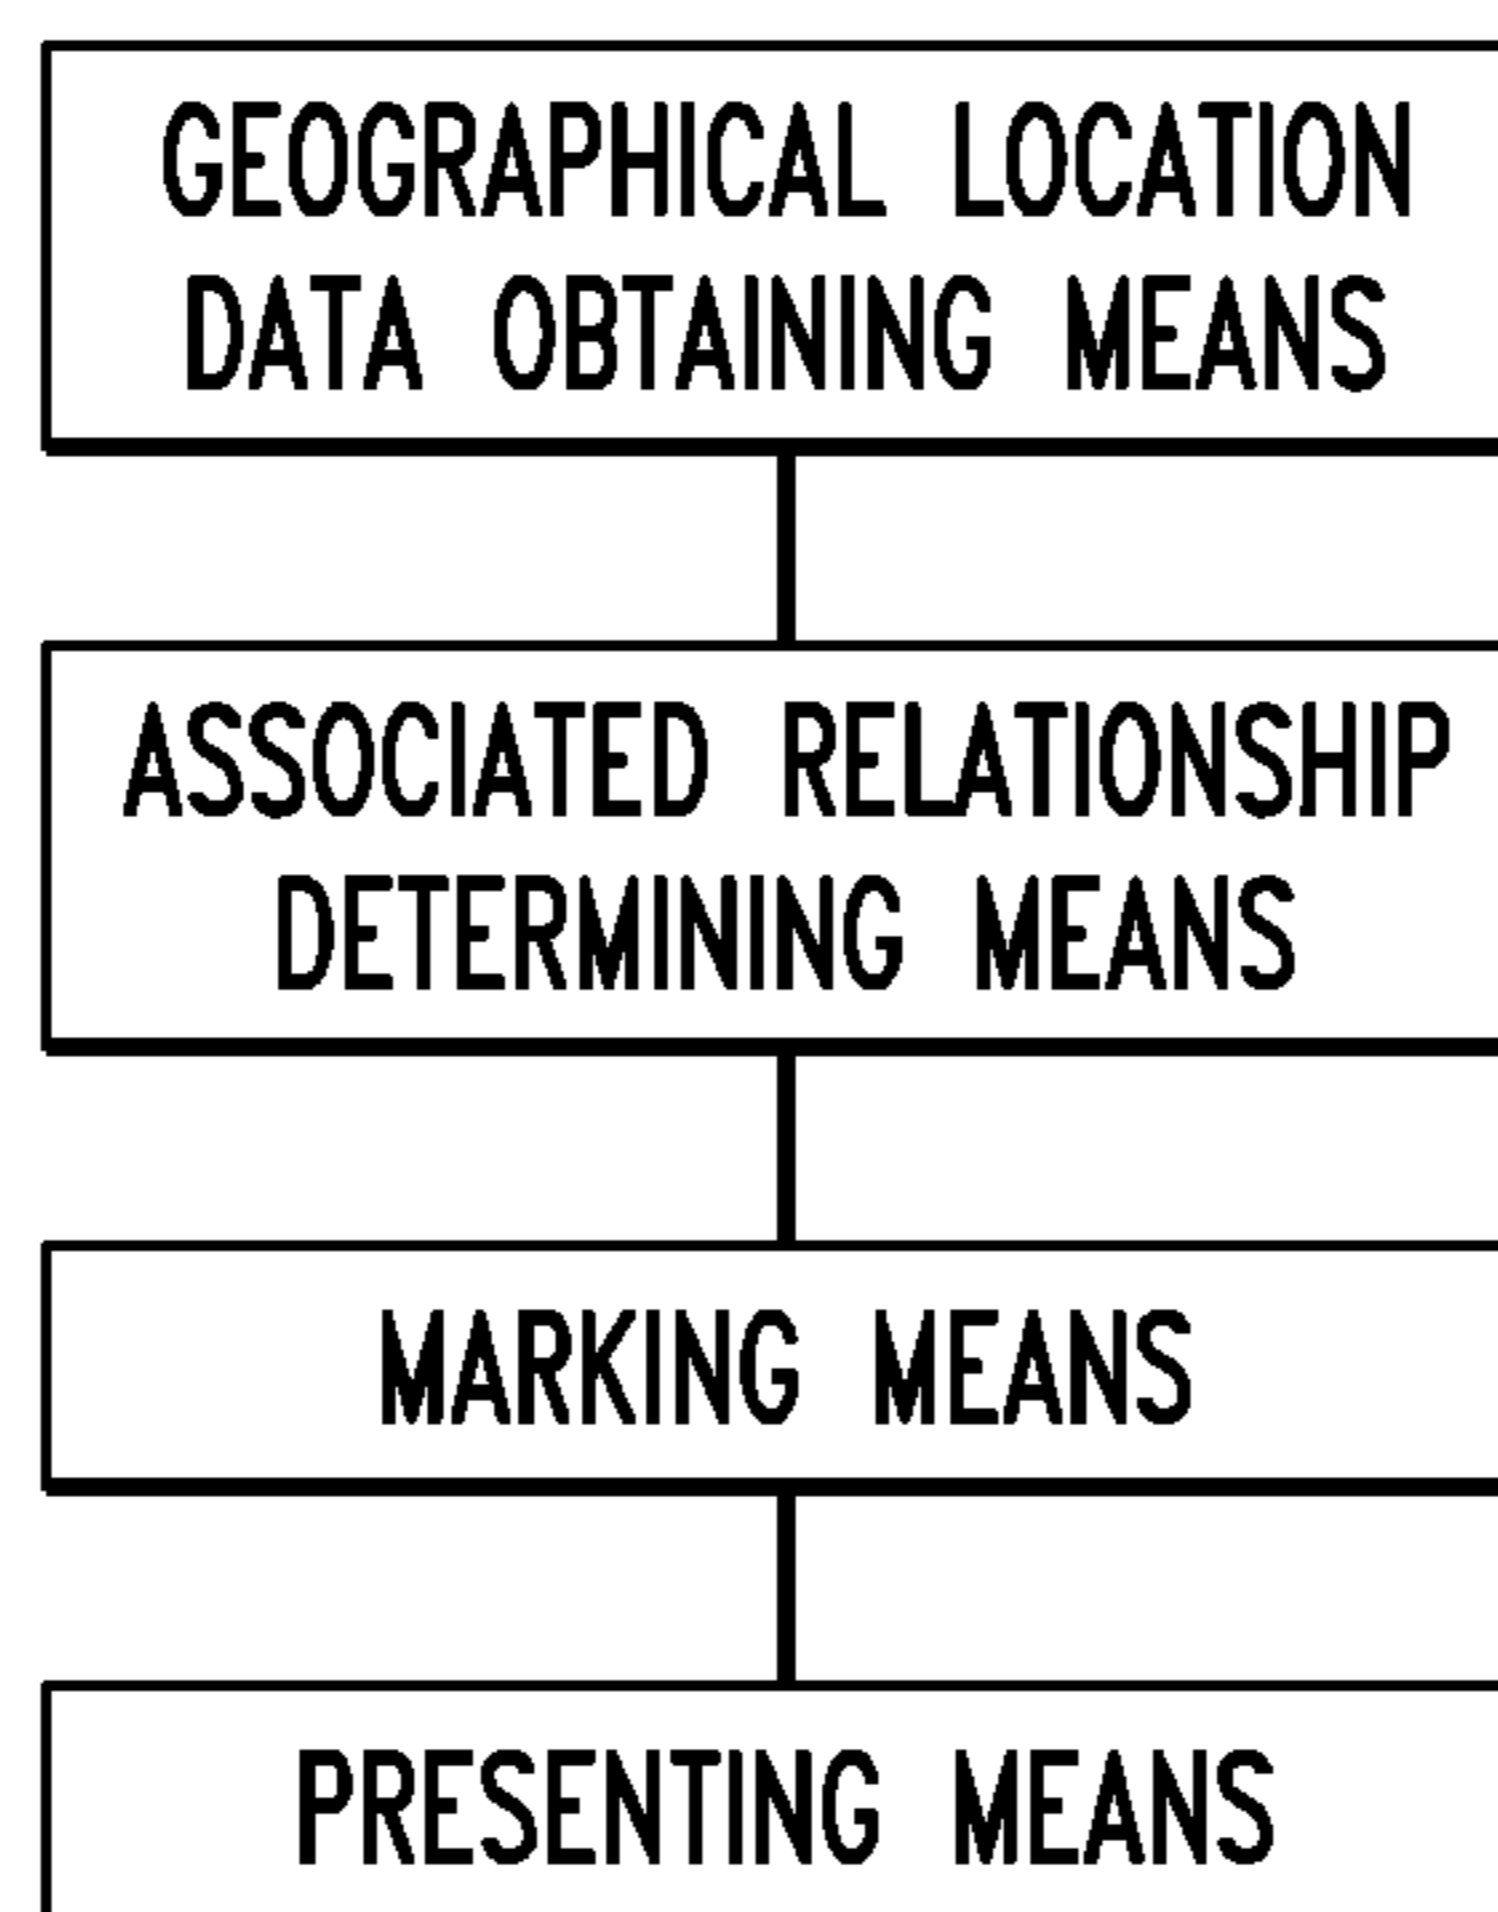 GEOGRAPHICAL LOCATION
DATA OBTAINING MEANS
ASSOCIATED RELATIONSHIP
DETERMINING MEANS
MARKING MEANS
PRESENTING MEANS